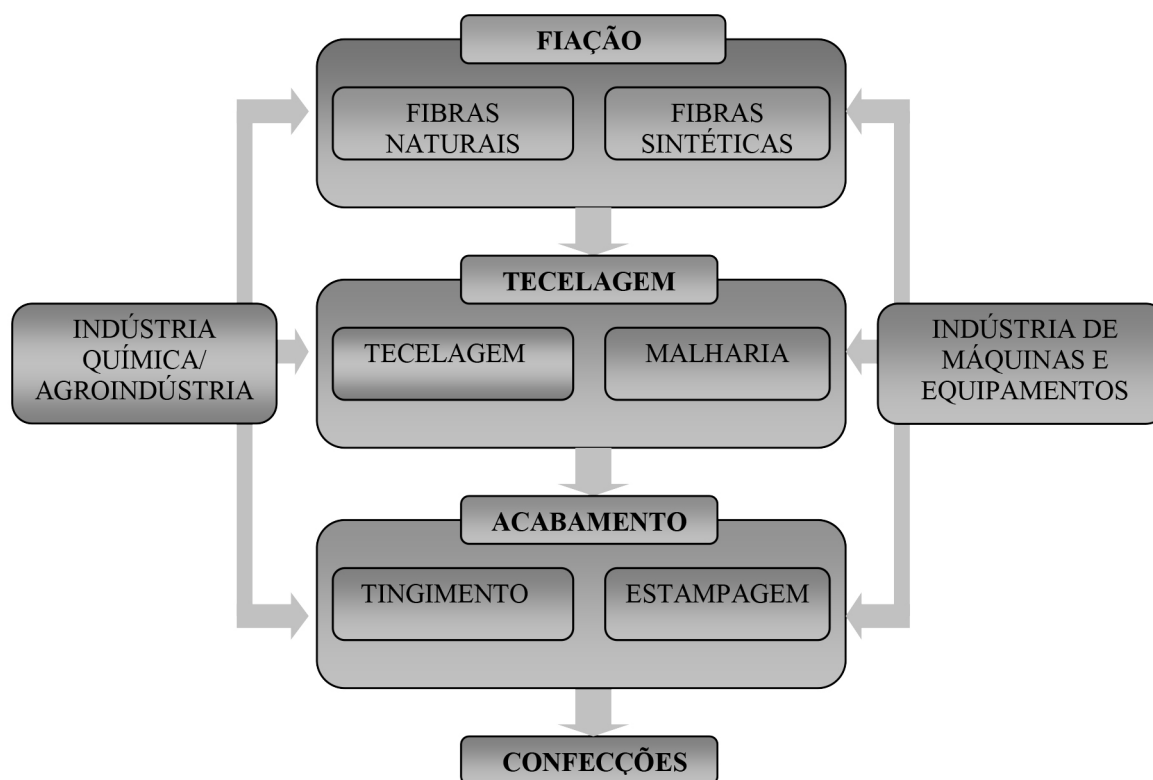 FIAÇÃO
FIBRAS
NATURAIS
FIBRAS
SINTÉTICAS
TECELAGEM
INDÚSTRIA
QUÍMICA/
AGROINDÚSTRIA
TECELAGEM
MALHARIA
INDÚSTRIA DE
MÁQUINAS E
EQUIPAMENTOS
ACABAMENTO
TINGIMENTO
ESTAMPAGEM
CONFECÇÕES